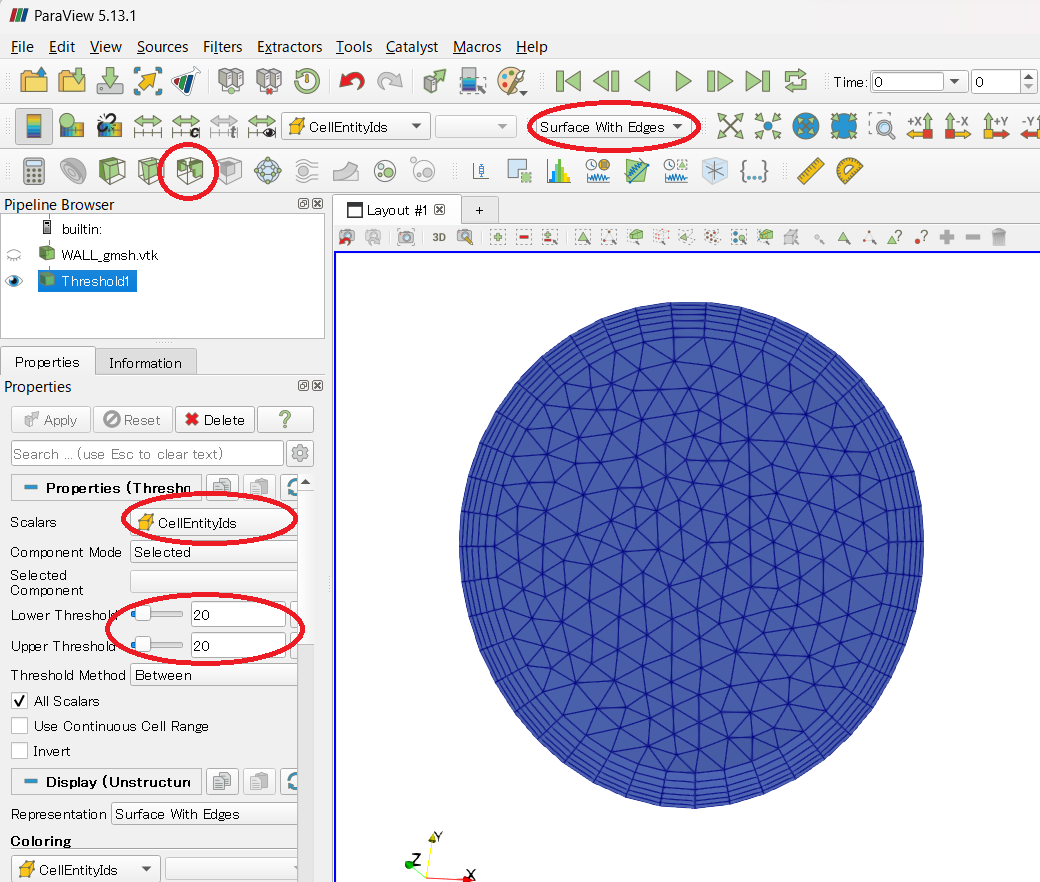 ParaView 5.13.1
File Edit View Sources Filters Extractors Tools Catalyst Macros Help
Time: 0 0
CellEntityIds Surface With Edges +X -X +Y -Y
Pipeline Browser
Layout #1 +
builtin:
3D
WALL_gmsh.vtk
Threshold1
Properties Information
Properties
Apply Reset Delete ?
Search ... (use Esc to clear text)
Properties (Thresho
Scalars CellEntityIds
Component Mode Selected
Selected
Component
Lower Threshold 20
Upper Threshold 20
Threshold Method Between
All Scalars
Use Continuous Cell Range
Invert
Display (Unstructur
Representation Surface With Edges
Coloring
CellEntityIds
Y
Z
X